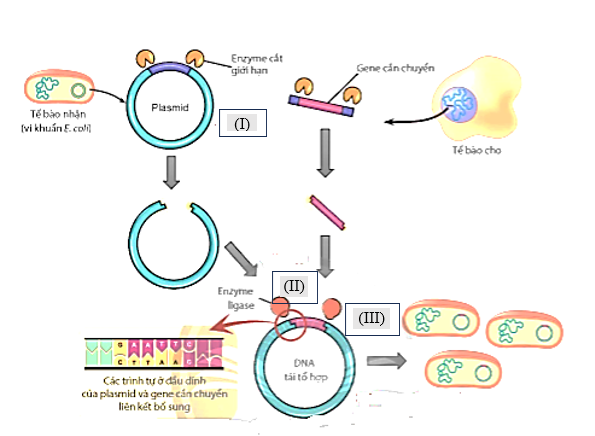 Enzyme cắt
giới hạn
Gene cần chuyển
Plasmid
(I)
Tế bào nhận
(vi khuẩn E. coli)
Tế bào cho
(II)
Enzyme
ligase
(III)
GAATTC
CTTAAG
DNA
tái tổ hợp
Các trình tự ở đầu dính
của plasmid và gene cần chuyển
liên kết bổ sung